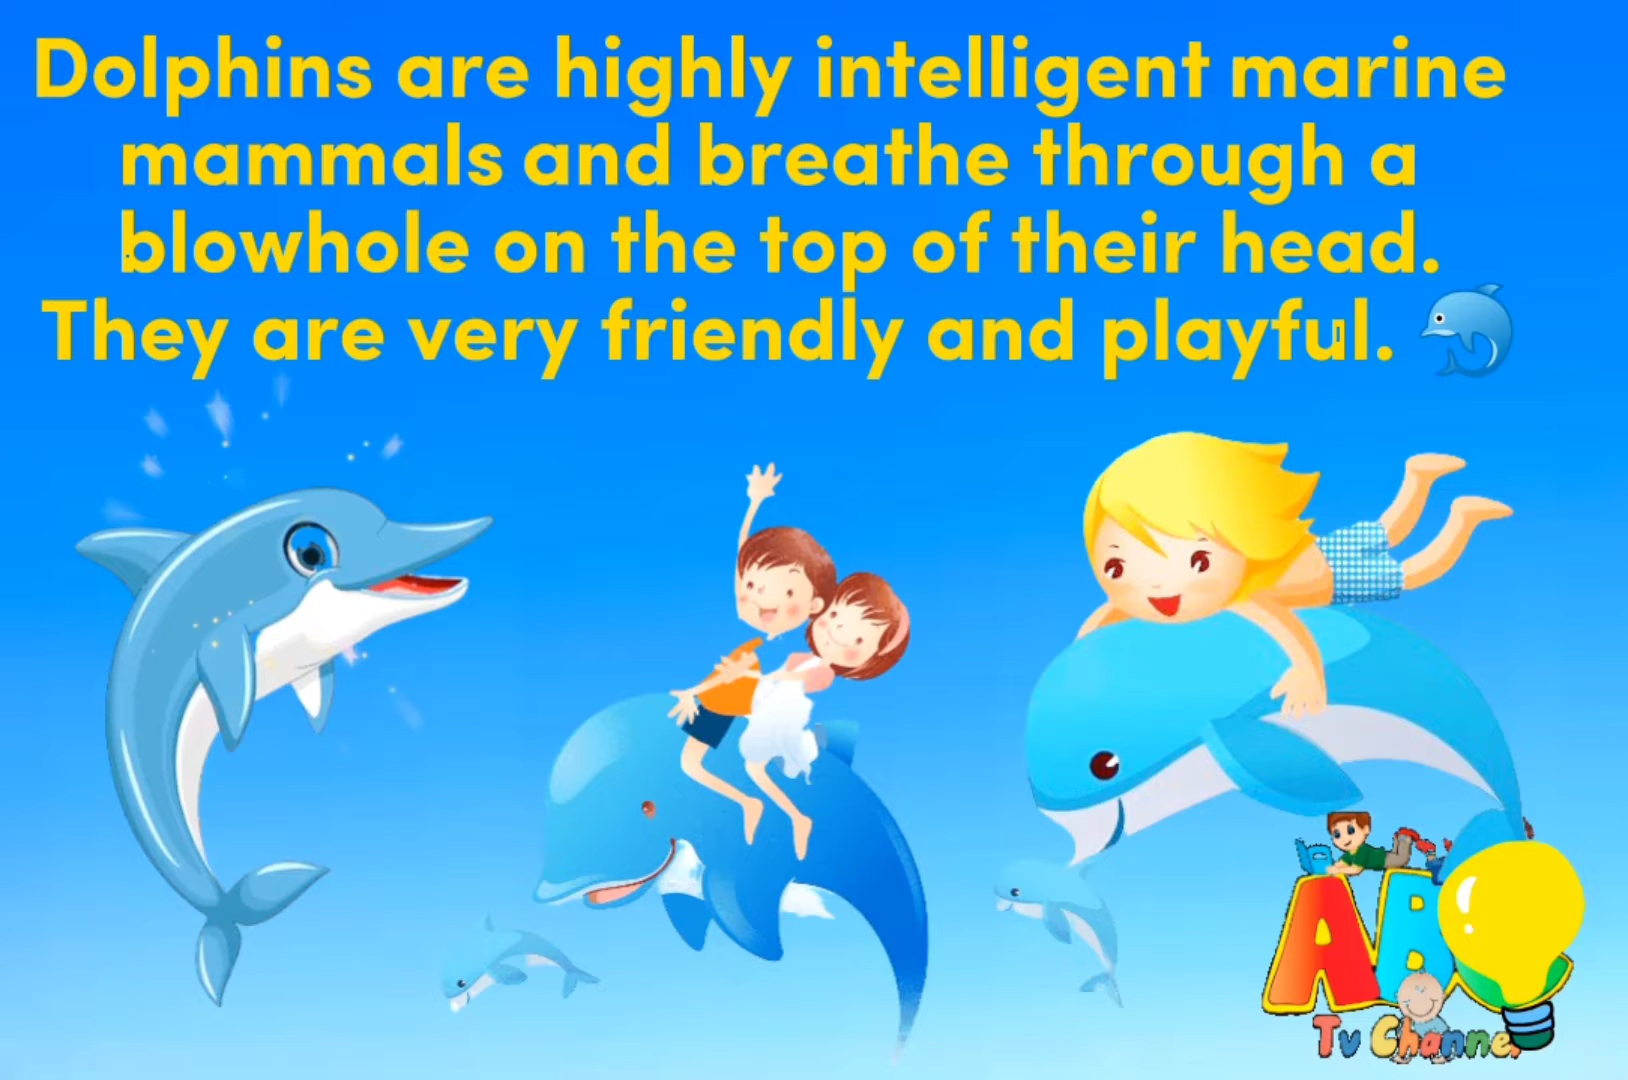 Dolphins are highly intelligent marine
mammals and breathe through a
blowhole on the top of their head.
They are very friendly and playful. 🐬
AB
Tv Channel